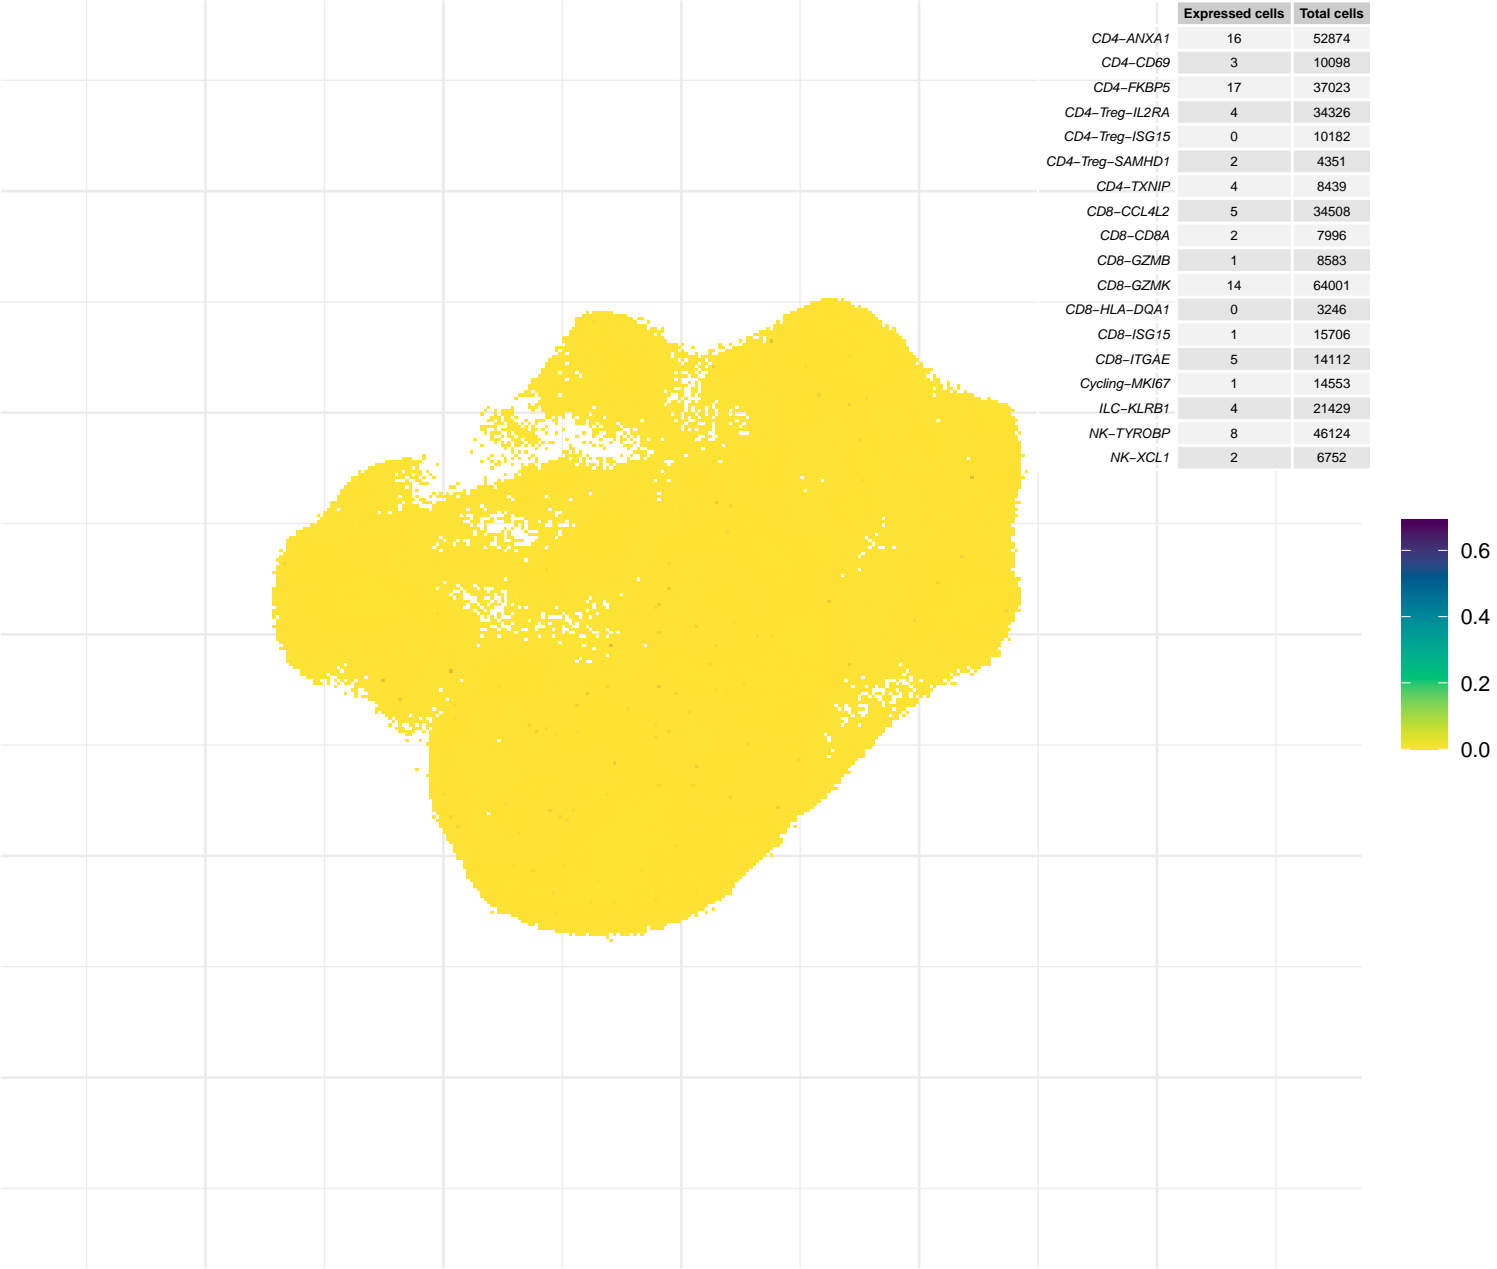 Expressed cells Total cells
CD4−ANXA1 16 52874
CD4−CD69 3 10098
CD4−FKBP5 17 37023
CD4−Treg−IL2RA 4 34326
CD4−Treg−ISG15 0 10182
CD4−Treg−SAMHD1 2 4351
CD4−TXNIP 4 8439
CD8−CCL4L2 5 34508
CD8−CD8A 2 7996
CD8−GZMB 1 8583
CD8−GZMK 14 64001
CD8−HLA−DQA1 0 3246
CD8−ISG15 1 15706
CD8−ITGAE 5 14112
Cycling−MKI67 1 14553
ILC−KLRB1 4 21429
NK−TYROBP 8 46124
NK−XCL1 2 6752
0.6
0.4
0.2
0.0